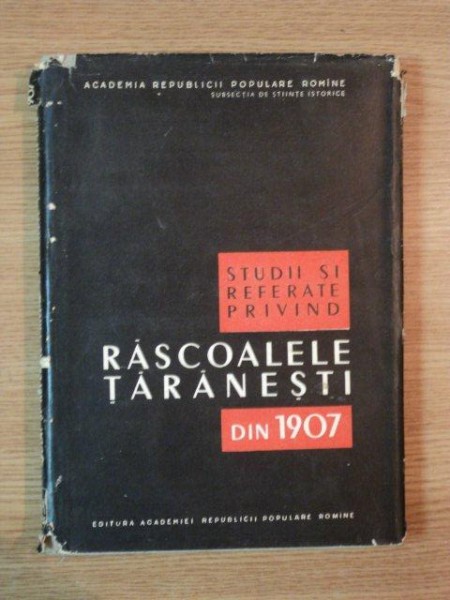 ACADEMIA REPUBLICII POPULARE ROMÎNE
SUBSECȚIA DE ȘTIINȚE ISTORICE
STUDII ȘI
REFERATE
PRIVIND
RĂSCOALELE
ȚĂRĂNEȘTI
DIN 1907
EDITURA ACADEMIEI REPUBLICII POPULARE ROMÎNE